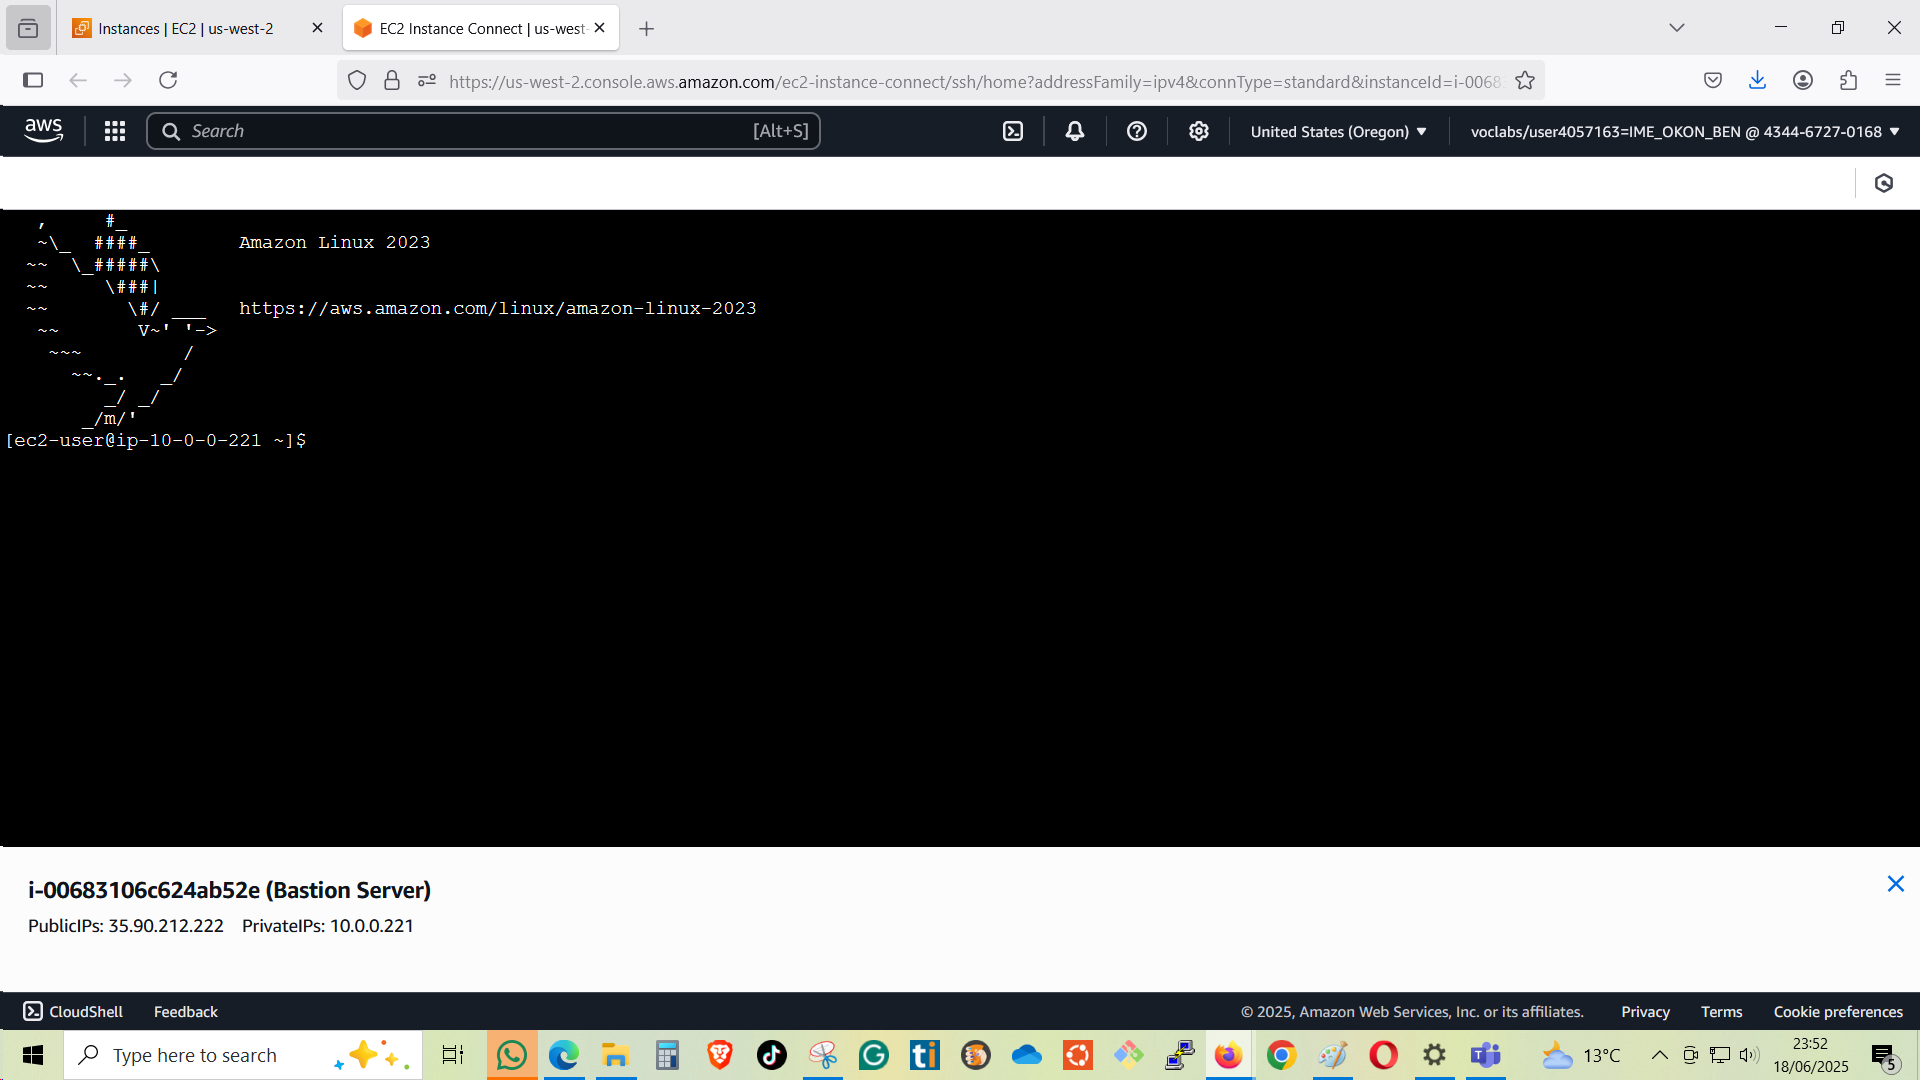 Instances | EC2 | us-west-2
EC2 Instance Connect | us-west-
https://us-west-2.console.aws.amazon.com/ec2-instance-connect/ssh/home?addressFamily=ipv4&connType=standard&instanceId=i-0068
aws
Search
[Alt+S]
United States (Oregon)
voclabs/user4057163=IME_OKON_BEN @ 4344-6727-0168
   ,     #_
   ~\_  ####_        Amazon Linux 2023
  ~~  \_#####\
  ~~     \###|
  ~~       \#/ ___   https://aws.amazon.com/linux/amazon-linux-2023
   ~~       V~' '->
    ~~~         /
      ~~._.   _/
         _/ _/
       _/m/'
[ec2-user@ip-10-0-0-221 ~]$
i-00683106c624ab52e (Bastion Server)
PublicIPs: 35.90.212.222 PrivateIPs: 10.0.0.221
CloudShell
Feedback
© 2025, Amazon Web Services, Inc. or its affiliates.
Privacy
Terms
Cookie preferences
Type here to search
ti
13°C
23:52
18/06/2025
5